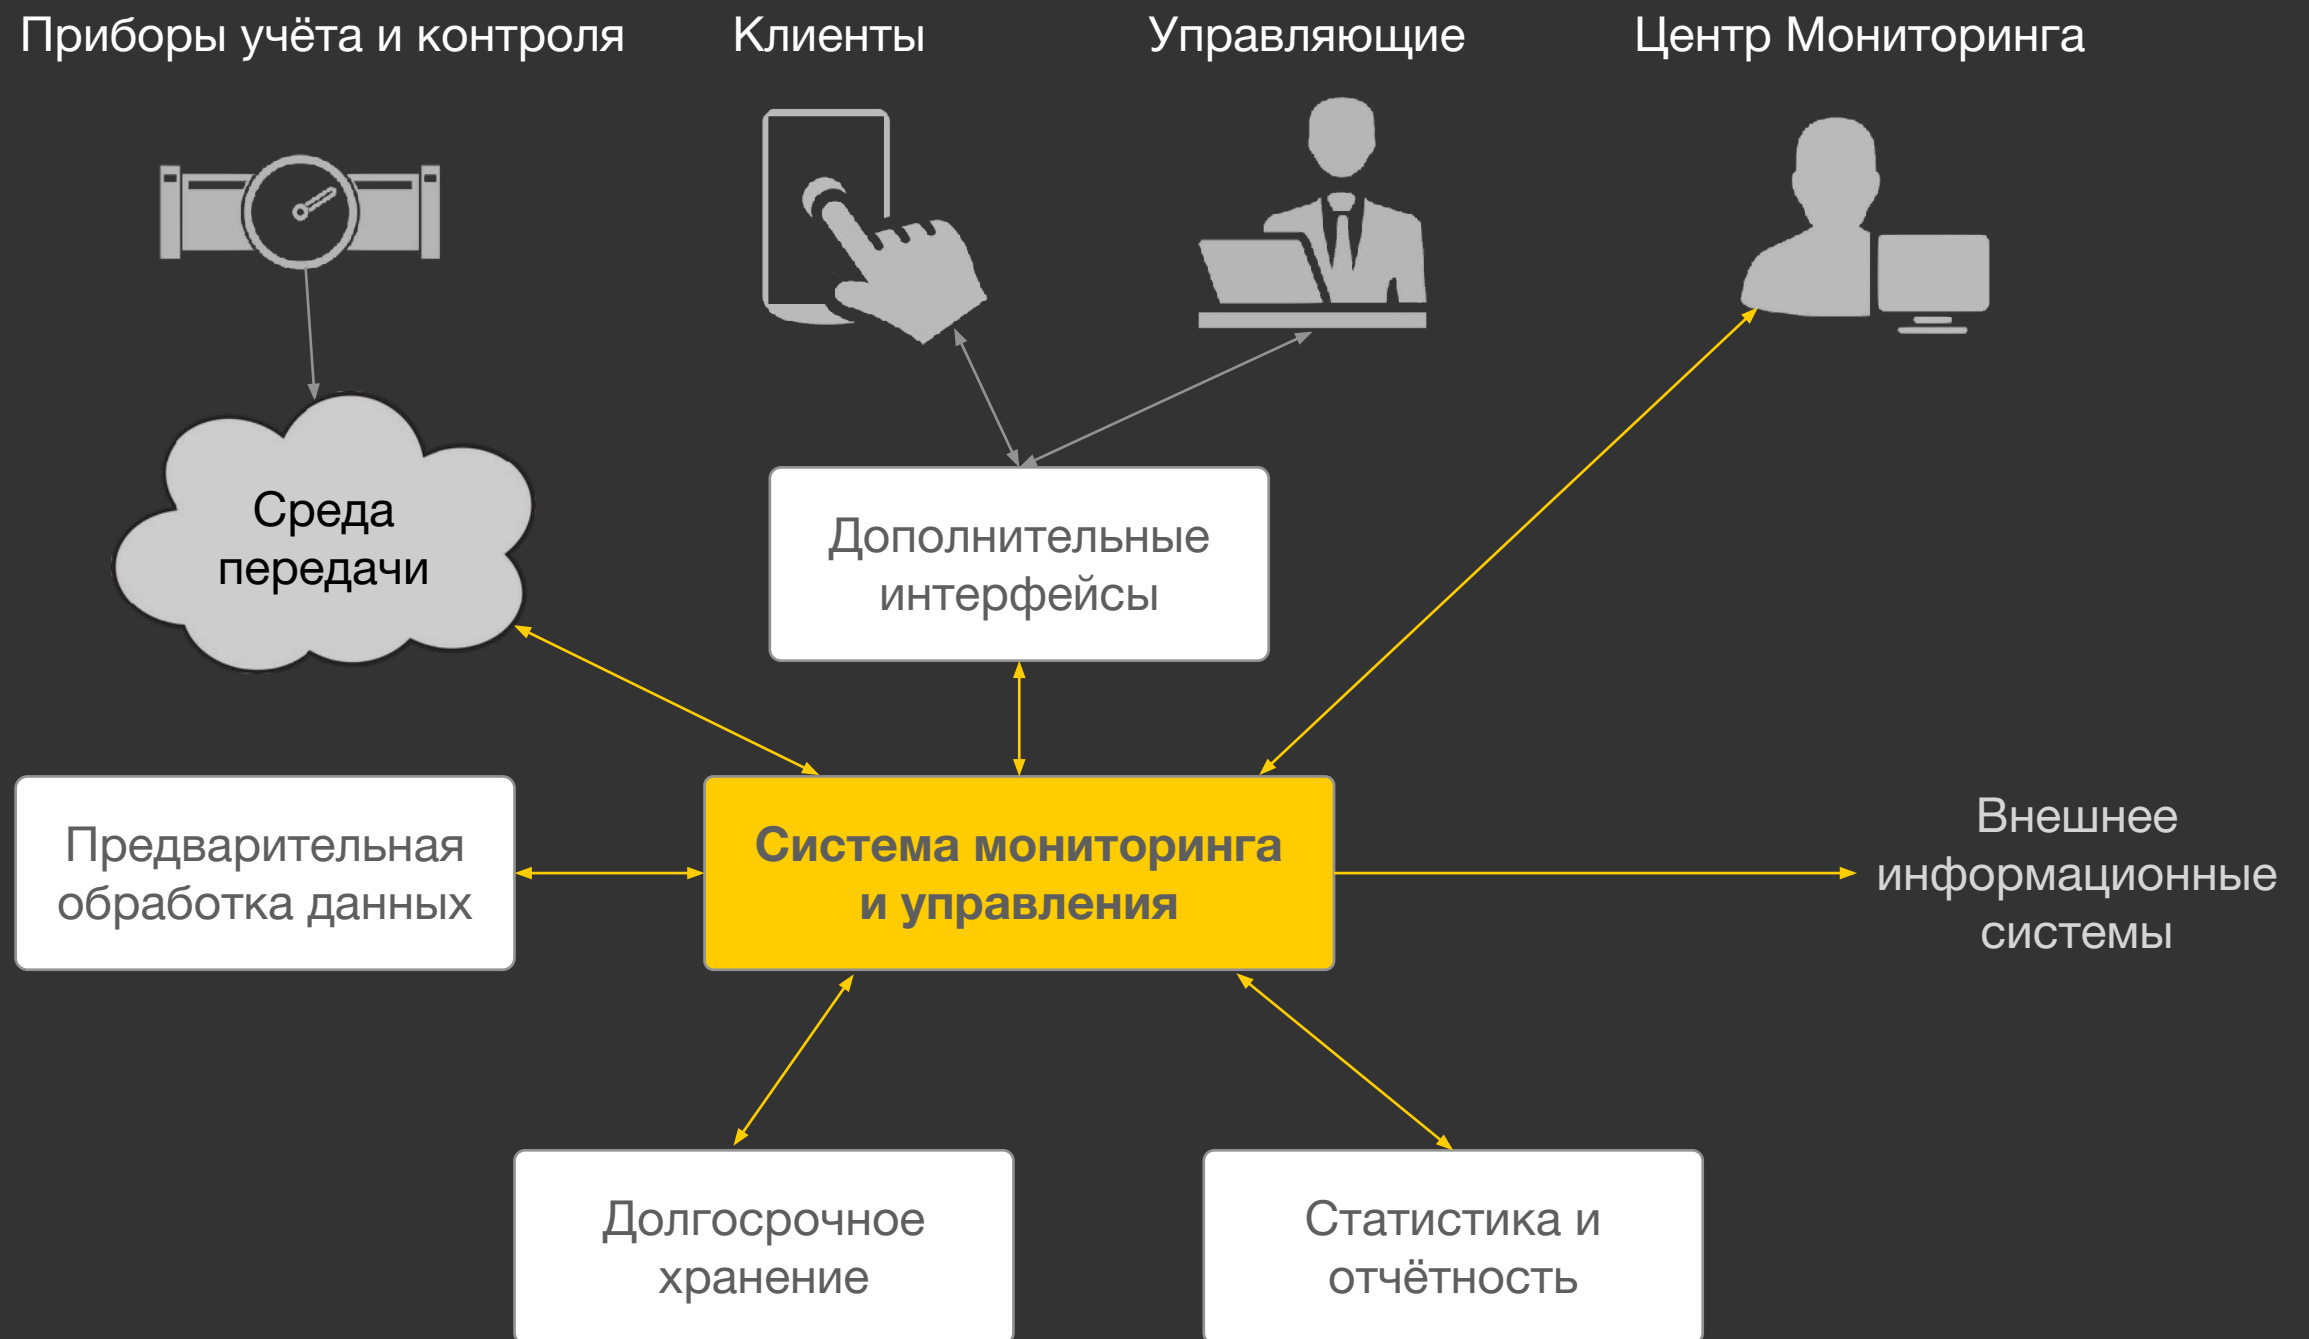 Приборы учёта и контроля
Клиенты
Управляющие
Центр Мониторинга
Среда
передачи
Дополнительные
интерфейсы
Предварительная
обработка данных
Система мониторинга
и управления
Внешнее
информационные
системы
Долгосрочное
хранение
Статистика и
отчётность